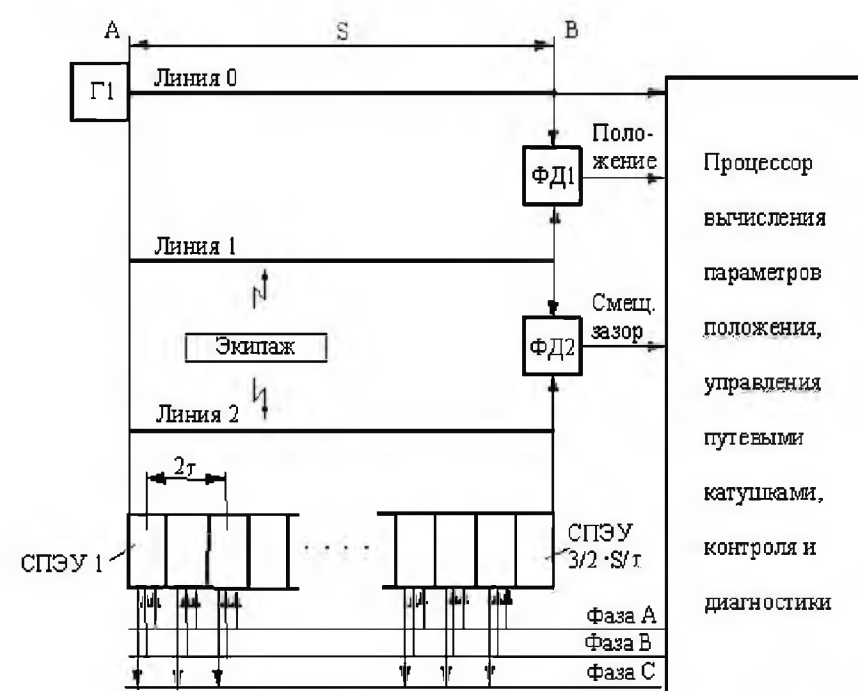 A S B
Г1
Линия 0
Поло-
жение
ФД1
Линия 1
Смещ.
зазор
ФД2
Экипаж
Линия 2
2τ
СПЭУ 1
СПЭУ
3/2 ·S/τ
Фаза А
Фаза В
Фаза С
Процессор
вычисления
параметров
положения,
управления
путевыми
катушками,
контроля и
диагностики